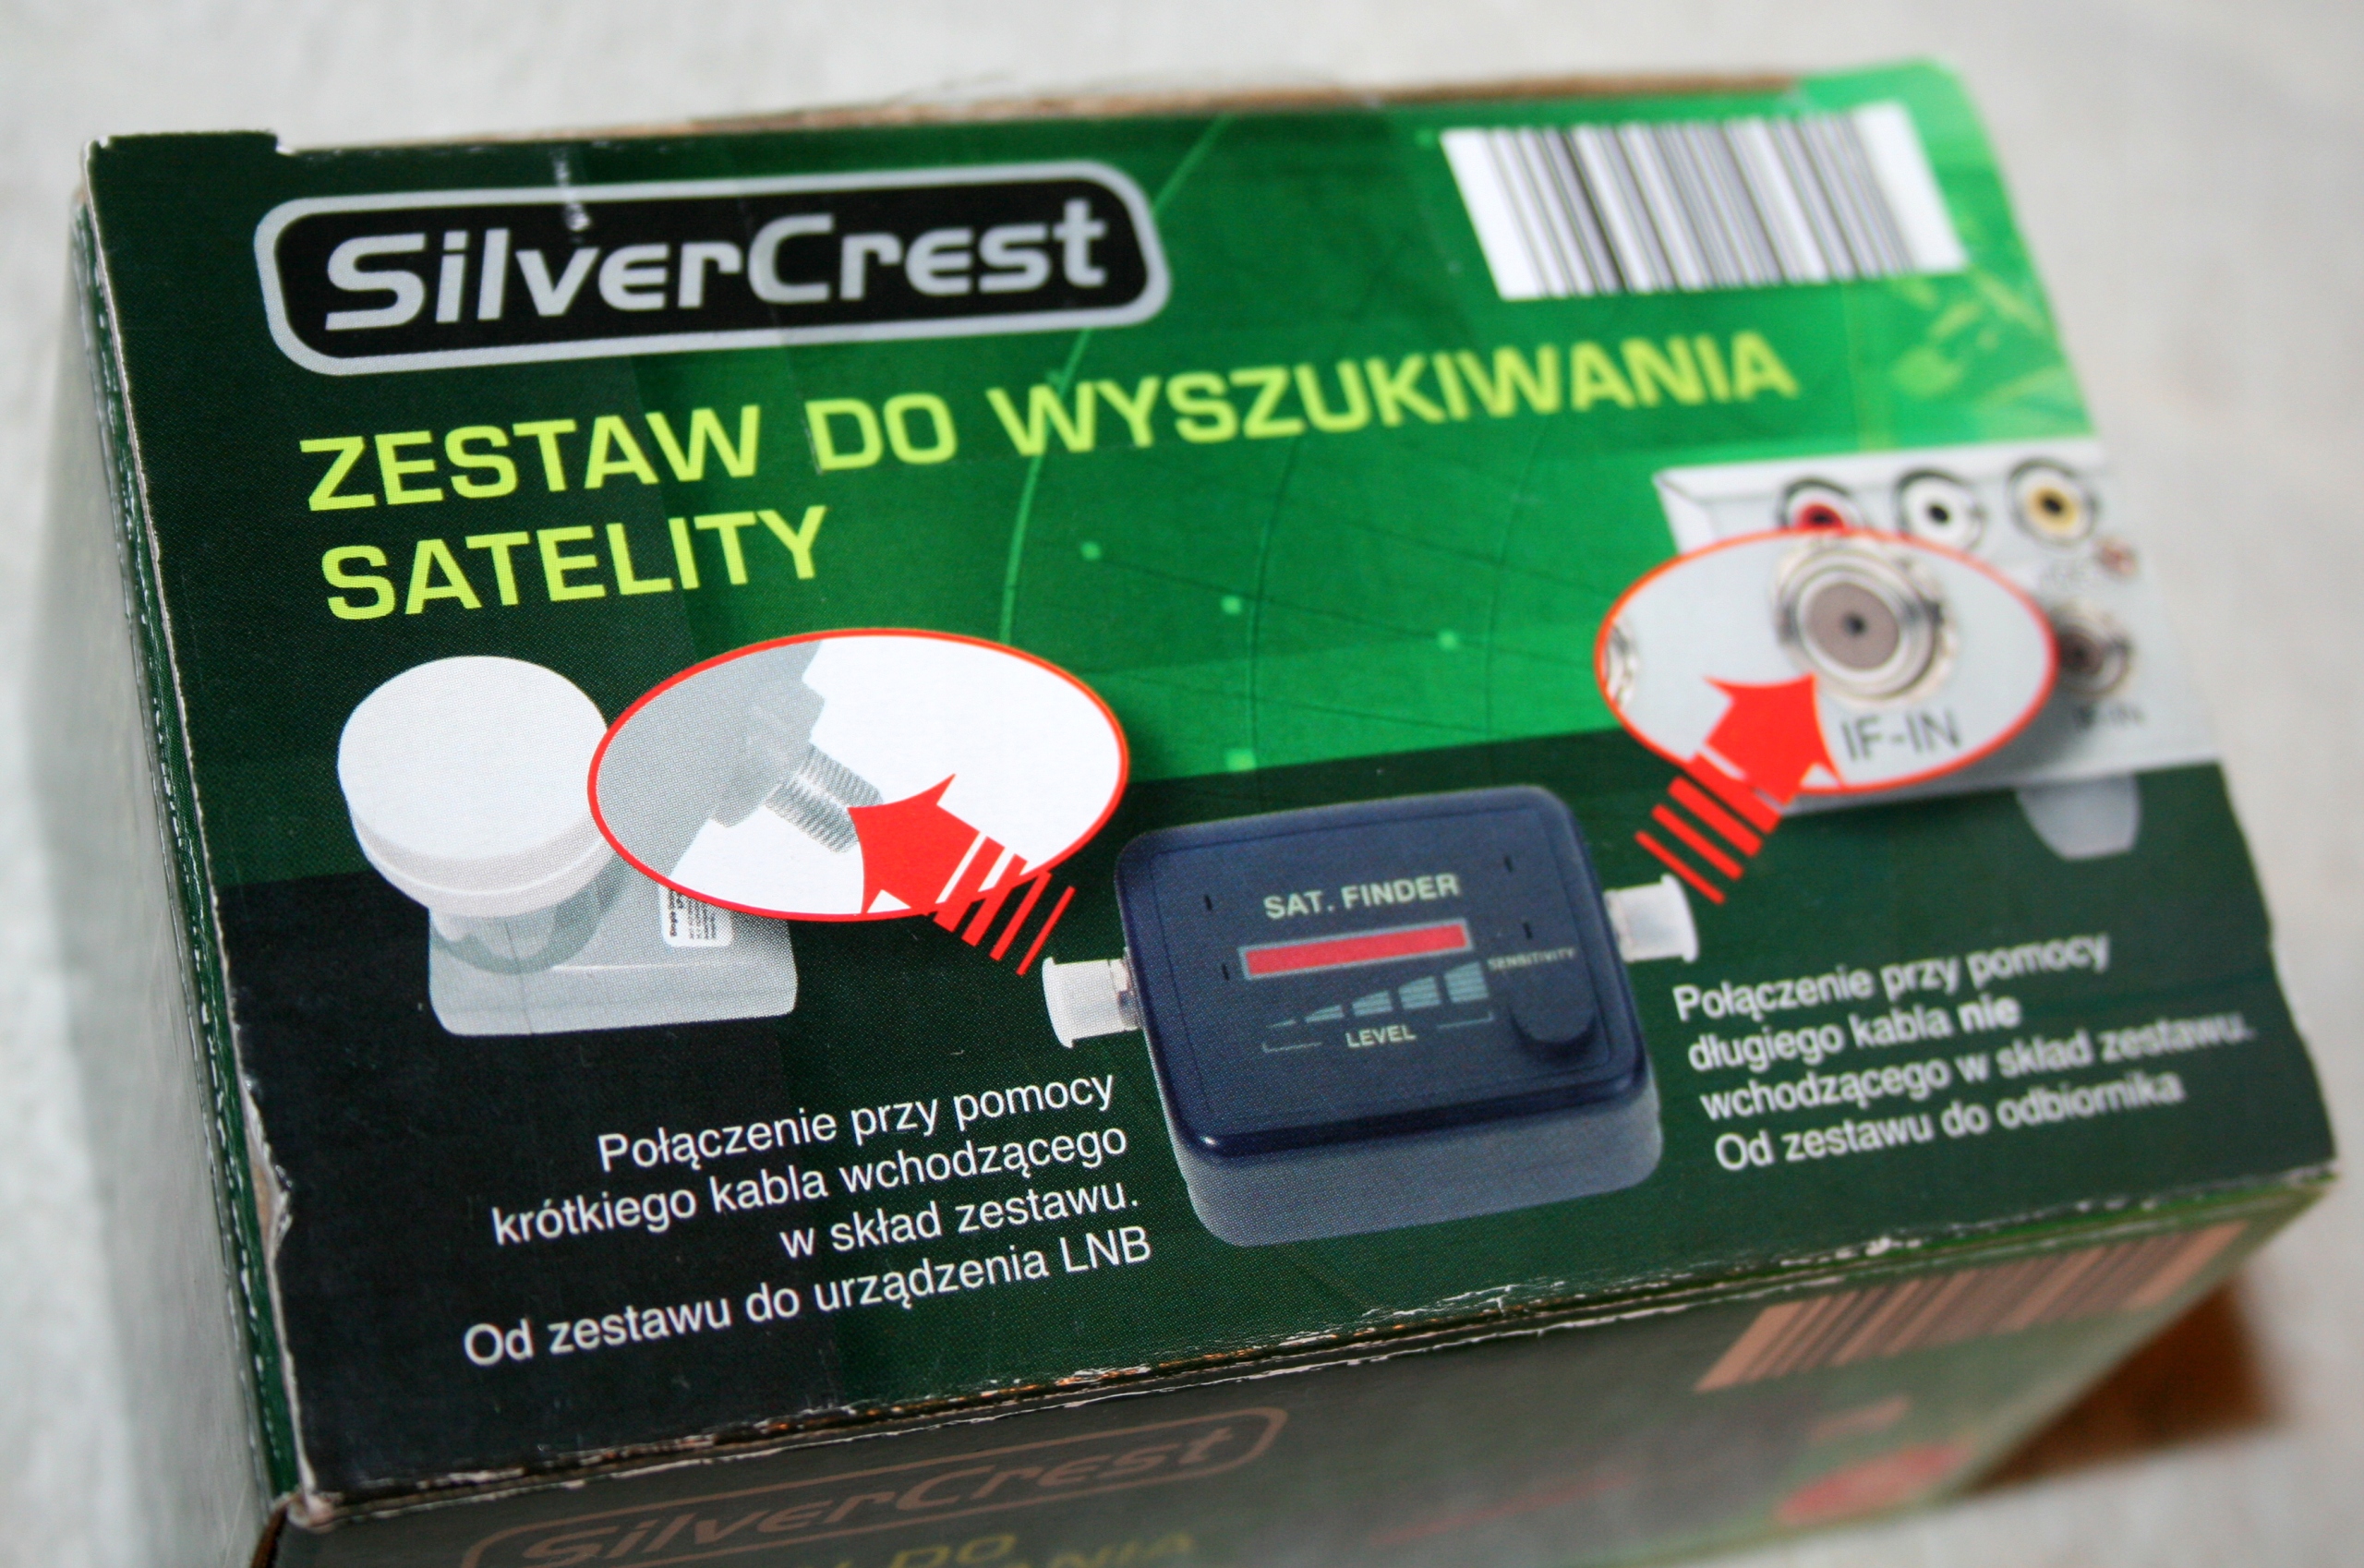 SilverCrest
ZESTAW DO WYSZUKIWANIA
SATELITY
IF-IN
SAT. FINDER
SENSITIVITY
LEVEL
Połączenie przy pomocy
krótkiego kabla wchodzącego
w skład zestawu.
Od zestawu do urządzenia LNB
Połączenie przy pomocy
długiego kabla nie
wchodzącego w skład zestawu.
Od zestawu do odbiornika
SilverCrest
DO